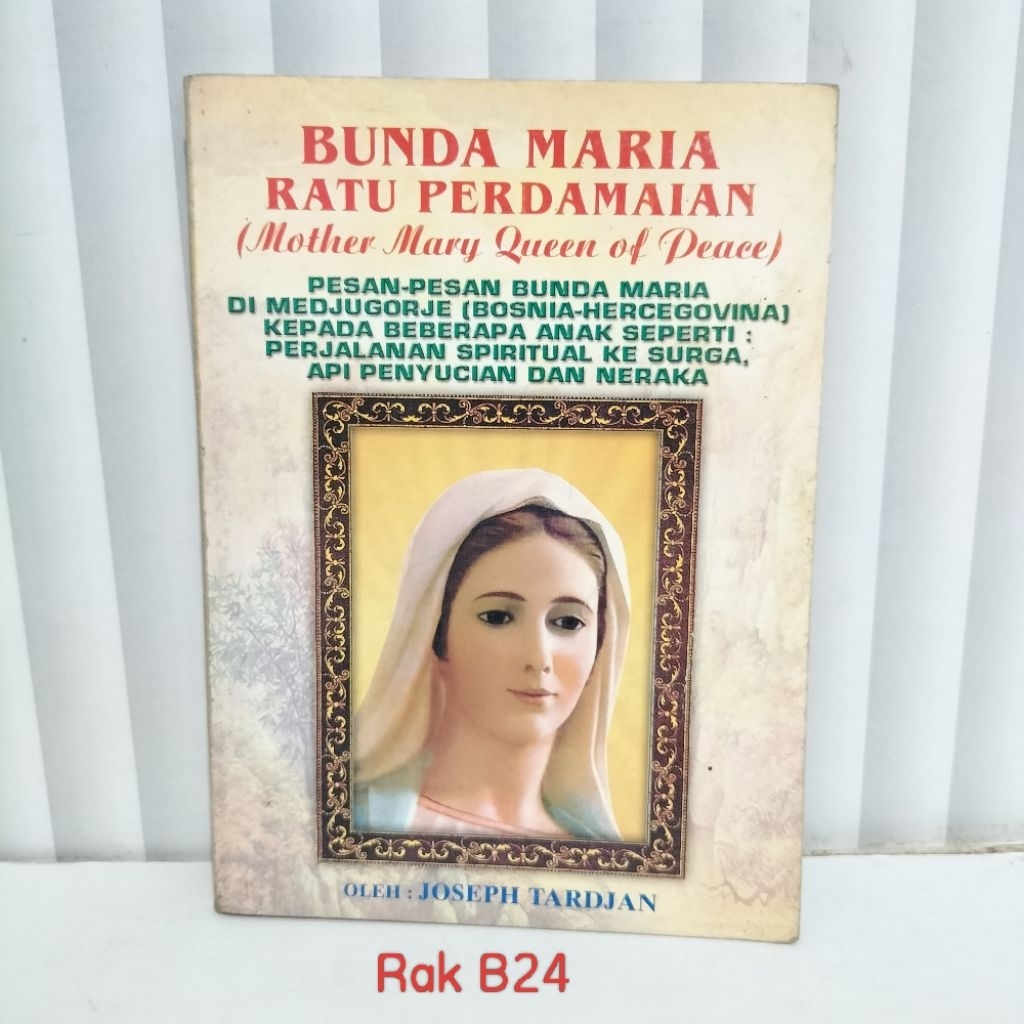 BUNDA MARIA
RATU PERDAMAIAN
(Mother Mary Queen of Peace)
PESAN-PESAN BUNDA MARIA
DI MEDJUGORJE (BOSNIA-HERCEGOVINA)
KEPADA BEBERAPA ANAK SEPERTI :
PERJALANAN SPIRITUAL KE SURGA,
API PENYUCIAN DAN NERAKA
OLEH : JOSEPH TARDJAN
Rak B24